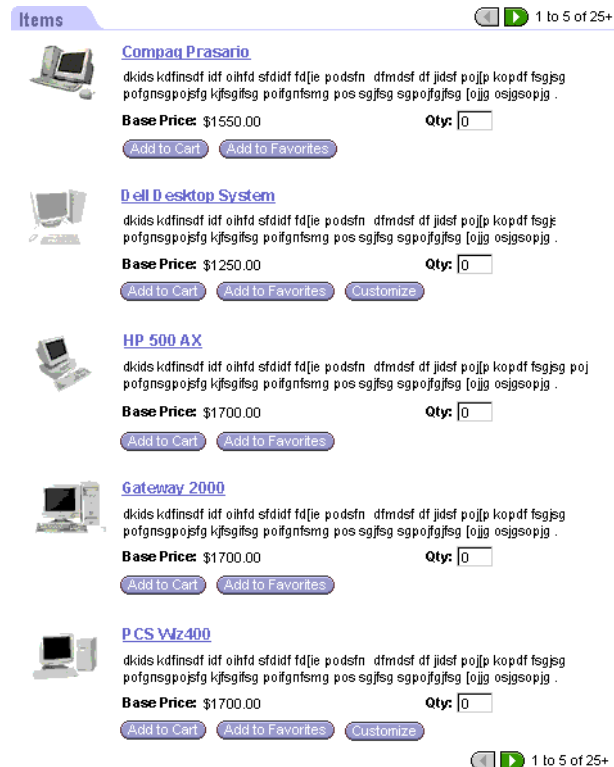 Items
1 to 5 of 25+
Compaq Prasario
dkids kdfinsdf idf oihfd sfdidf fd[ie podsfn dfmdsf df jidsf poj[p kopdf fsgjsg
pofgnsgpojsfg kjfsgifsg poifgnfsmg pos sgjfsg sgpojfgjfsg [ojjg osjgsopjg .
Base Price: $1550.00 Qty: 0
Add to Cart Add to Favorites
Dell Desktop System
dkids kdfinsdf idf oihfd sfdidf fd[ie podsfn dfmdsf df jidsf poj[p kopdf
pofgnsgpojsfg kjfsgifsg poifgnfsmg pos sgjfsg sgpojfgjfsg [ojjg osjgsopjg .
Base Price: $1250.00 Qty: 0
Add to Cart Add to Favorites Customize
HP 500 AX
dkids kdfinsdf idf oihfd sfdidf fd[ie podsfn dfmdsf df jidsf poj[p kopdf fsgjsg poj
pofgnsgpojsfg kjfsgifsg poifgnfsmg pos sgjfsg sgpojfgjfsg [ojjg osjgsopjg .
Base Price: $1700.00 Qty: 0
Add to Cart Add to Favorites
Gateway 2000
dkids kdfinsdf idf oihfd sfdidf fd[ie podsfn dfmdsf df jidsf poj[p kopdf fsgjsg
pofgnsgpojsfg kjfsgifsg poifgnfsmg pos sgjfsg sgpojfgjfsg [ojjg osjgsopjg .
Base Price: $1700.00 Qty: 0
Add to Cart Add to Favorites
PCS Wiz400
dkids kdfinsdf idf oihfd sfdidf fd[ie podsfn dfmdsf df jidsf poj[p kopdf fsgjsg
pofgnsgpojsfg kjfsgifsg poifgnfsmg pos sgjfsg sgpojfgjfsg [ojjg osjgsopjg .
Base Price: $1700.00 Qty: 0
Add to Cart Add to Favorites Customize
1 to 5 of 25+